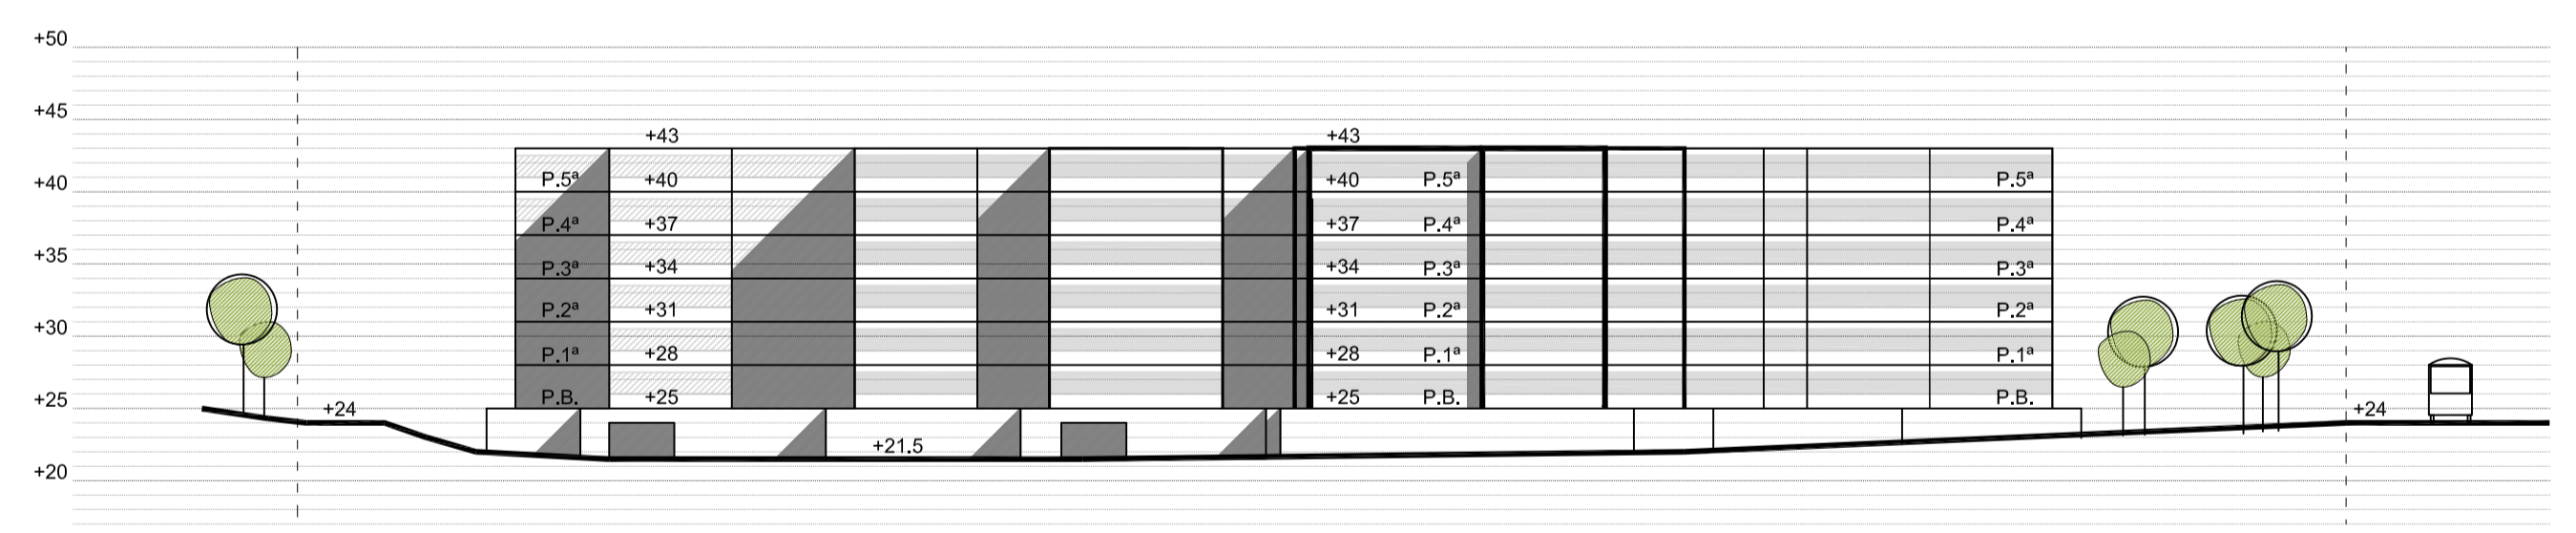 +50
+45
+43 +43
+40 P.5ª +40 +40 P.5ª P.5ª
P.4ª +37 +37 P.4ª P.4ª
+35
P.3ª +34 +34 P.3ª P.3ª
+30 P.2ª +31 +31 P.2ª P.2ª
P.1ª +28 +28 P.1ª P.1ª
+25 P.B. +25 +25 P.B. P.B.
+24 +24
+21.5
+20